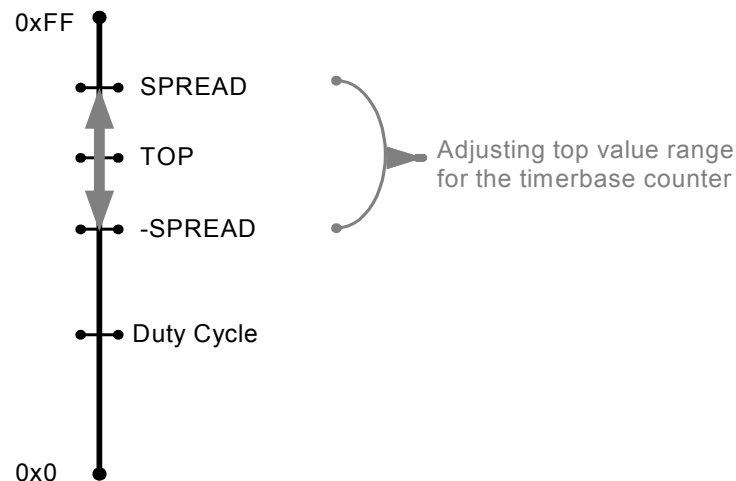 0xFF
SPREAD
TOP
-SPREAD
Adjusting top value range
for the timerbase counter
Duty Cycle
0x0